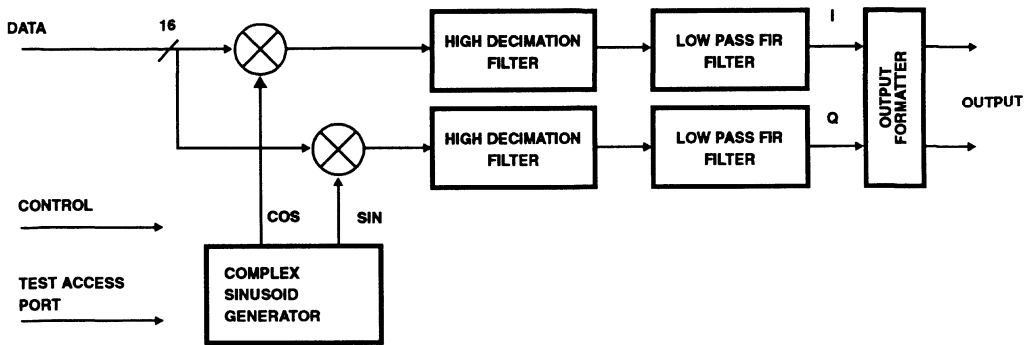 DATA
16
HIGH DECIMATION
FILTER
LOW PASS FIR
FILTER
I
OUTPUT
FORMATTER
OUTPUT
HIGH DECIMATION
FILTER
LOW PASS FIR
FILTER
Q
CONTROL
COS
SIN
TEST ACCESS
PORT
COMPLEX
SINUSOID
GENERATOR